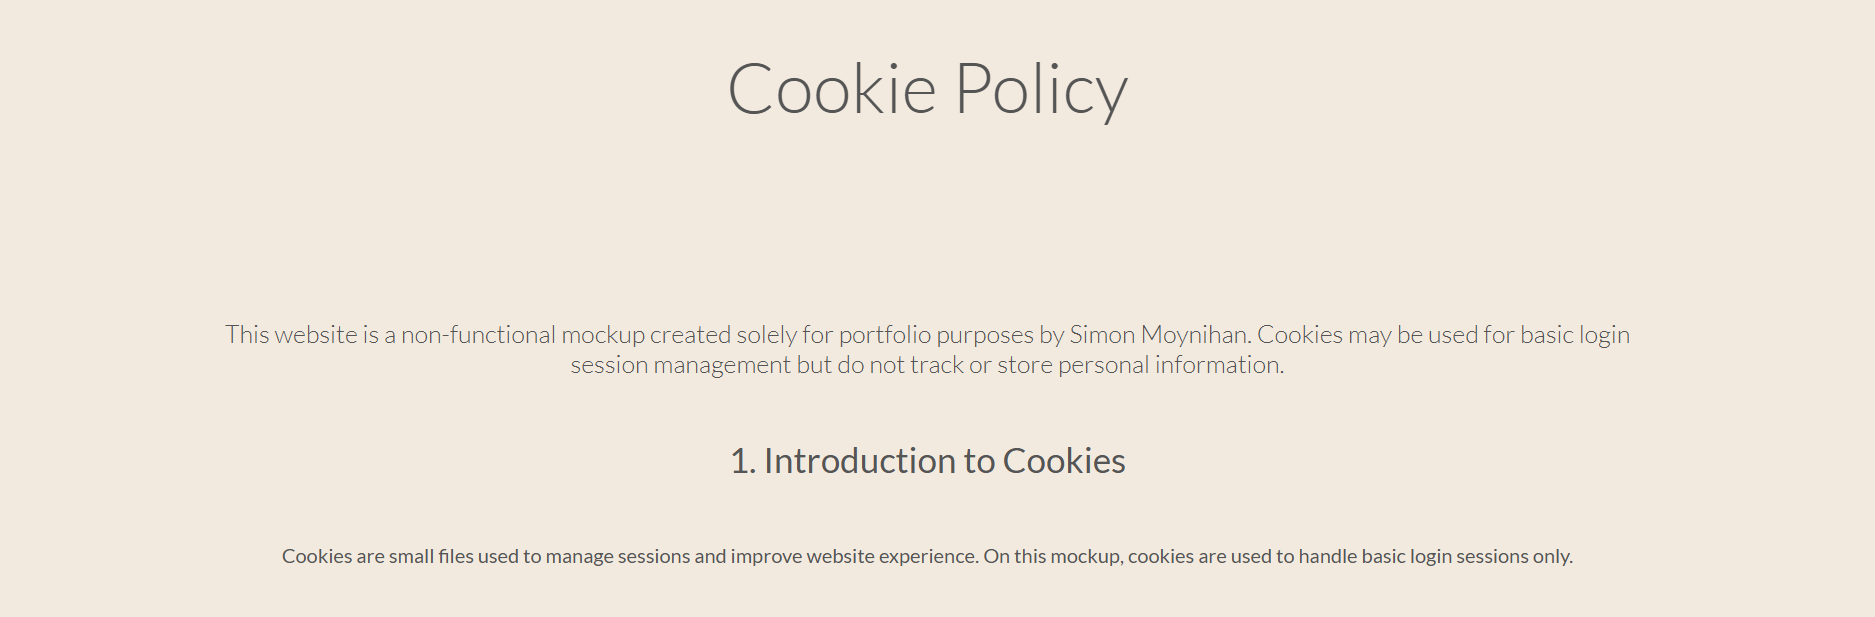 Cookie Policy
This website is a non-functional mockup created solely for portfolio purposes by Simon Moynihan. Cookies may be used for basic login
session management but do not track or store personal information.
1. Introduction to Cookies
Cookies are small files used to manage sessions and improve website experience. On this mockup, cookies are used to handle basic login sessions only.